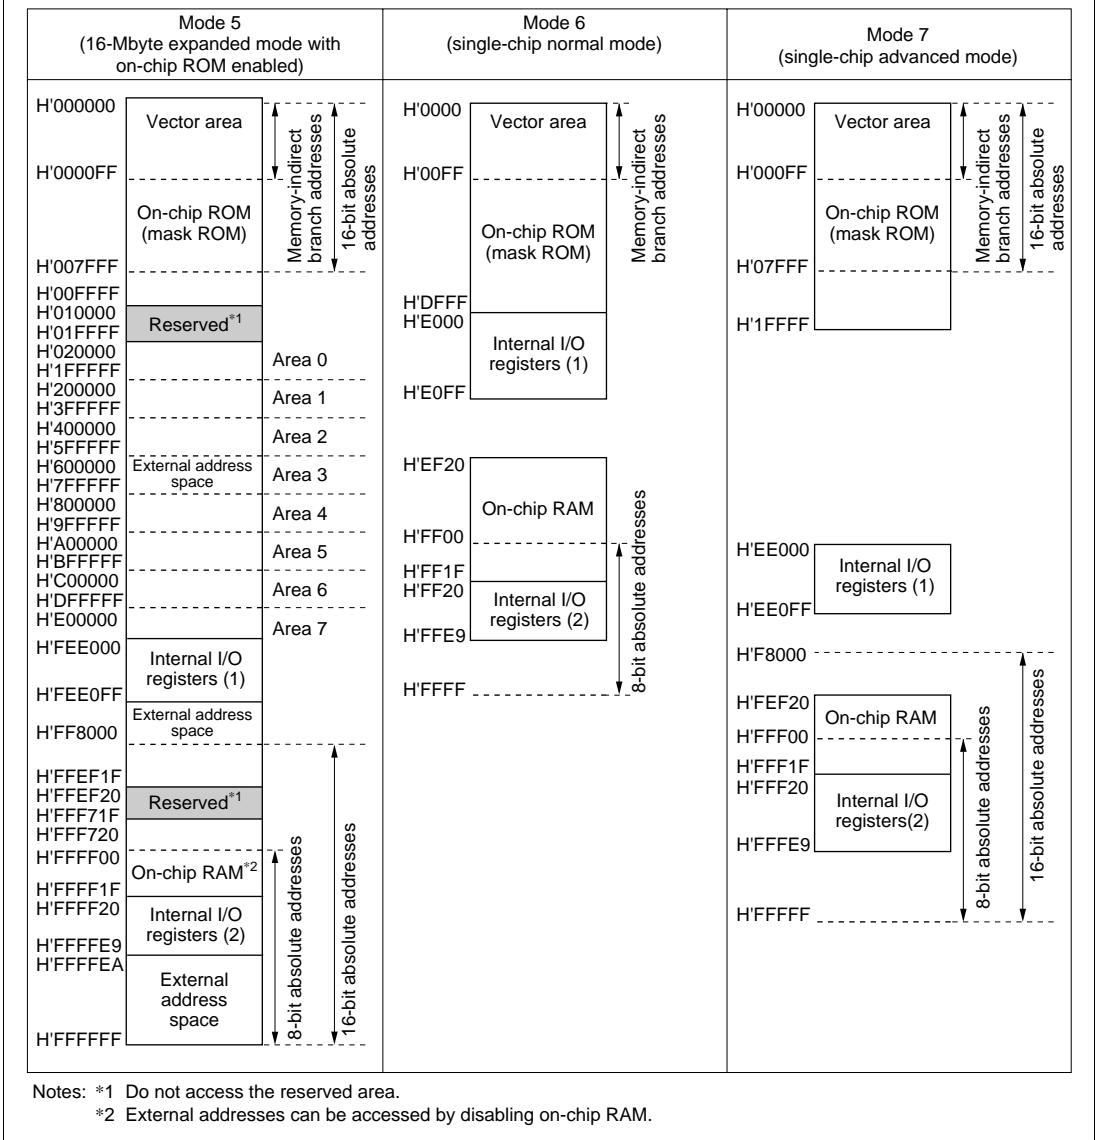 Mode 5
(16-Mbyte expanded mode with
on-chip ROM enabled)
H'000000
Vector area
H'0000FF
On-chip ROM
(mask ROM)
H'007FFF
H'00FFFF
H'010000
Reserved*1
H'01FFFF
H'020000
Area 0
H'1FFFFF
H'200000
Area 1
H'3FFFFF
H'400000
Area 2
H'5FFFFF
H'600000
External address
space
Area 3
H'7FFFFF
H'800000
Area 4
H'9FFFFF
H'A00000
Area 5
H'BFFFFF
H'C00000
Area 6
H'DFFFFF
H'E00000
Area 7
H'FEE000
Internal I/O
registers (1)
H'FEE0FF
External address
space
H'FF8000
H'FFEF1F
H'FFEF20
Reserved*1
H'FFF71F
H'FFF720
H'FFFF00
On-chip RAM*2
H'FFFF1F
H'FFFF20
Internal I/O
registers (2)
H'FFFFE9
H'FFFFEA
External
address
space
H'FFFFFF
Memory-indirect
branch addresses
16-bit absolute
addresses
8-bit absolute addresses
16-bit absolute addresses
Mode 6
(single-chip normal mode)
H'0000
Vector area
H'00FF
On-chip ROM
(mask ROM)
H'DFFF
H'E000
Internal I/O
registers (1)
H'E0FF
H'EF20
On-chip RAM
H'FF00
H'FF1F
H'FF20
Internal I/O
registers (2)
H'FFE9
H'FFFF
Memory-indirect
branch addresses
8-bit absolute addresses
Mode 7
(single-chip advanced mode)
H'00000
Vector area
H'000FF
On-chip ROM
(mask ROM)
H'07FFF
H'1FFFF
H'EE000
Internal I/O
registers (1)
H'EE0FF
H'F8000
H'FEF20
On-chip RAM
H'FFF00
H'FFF1F
H'FFF20
Internal I/O
registers(2)
H'FFFE9
H'FFFFF
Memory-indirect
branch addresses
16-bit absolute
addresses
8-bit absolute addresses
16-bit absolute addresses
Notes: *1 Do not access the reserved area.
*2 External addresses can be accessed by disabling on-chip RAM.